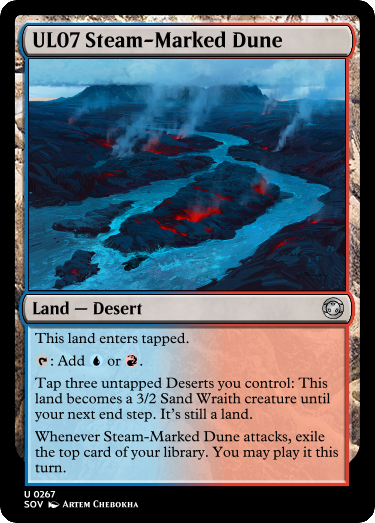 UL07 Steam-Marked Dune
Land — Desert
This land enters tapped.
: Add or .
Tap three untapped Deserts you control: This
land becomes a 3/2 Sand Wraith creature until
your next end step. It's still a land.
Whenever Steam-Marked Dune attacks, exile
the top card of your library. You may play it this
turn.
U 0267
SOV Artem Chebokha